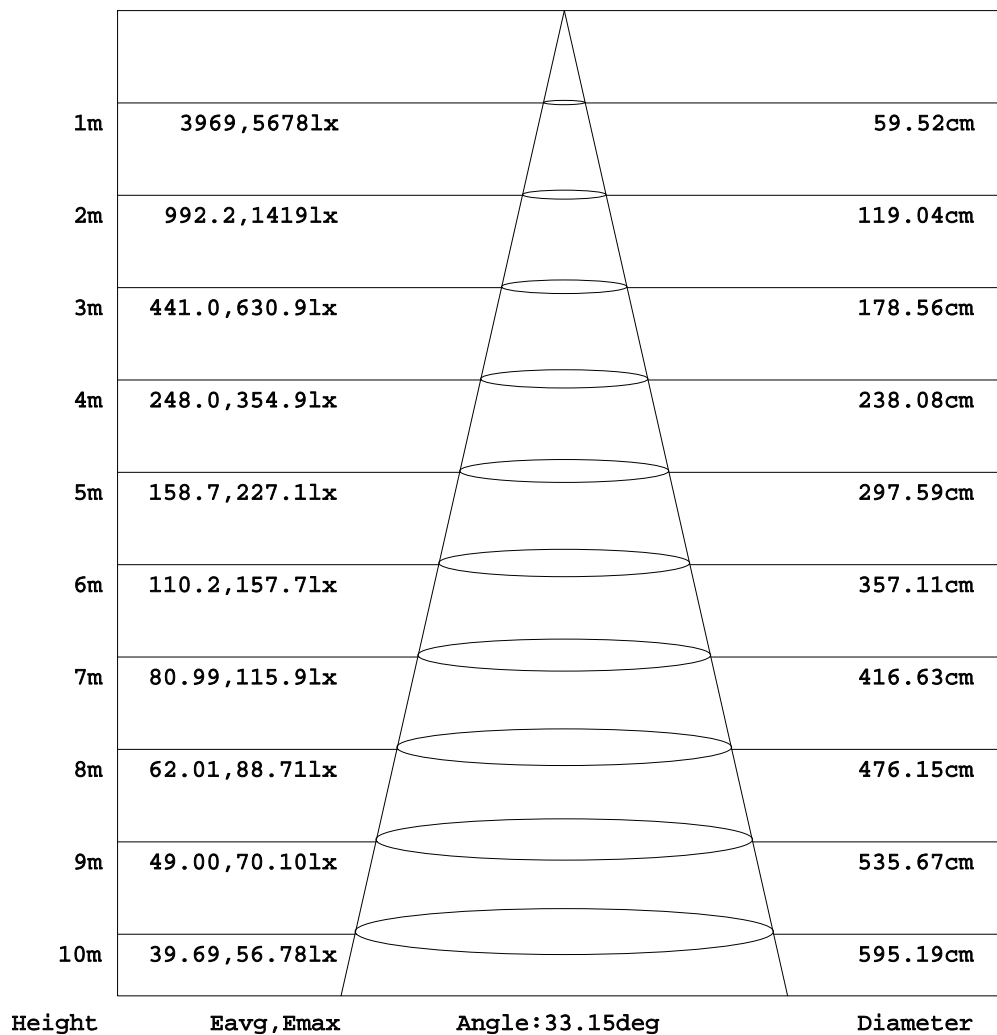 1m 3969,5678lx 59.52cm
2m 992.2,1419lx 119.04cm
3m 441.0,630.9lx 178.56cm
4m 248.0,354.9lx 238.08cm
5m 158.7,227.1lx 297.59cm
6m 110.2,157.7lx 357.11cm
7m 80.99,115.9lx 416.63cm
8m 62.01,88.71lx 476.15cm
9m 49.00,70.10lx 535.67cm
10m 39.69,56.78lx 595.19cm
Height Eavg,Emax Angle:33.15deg Diameter